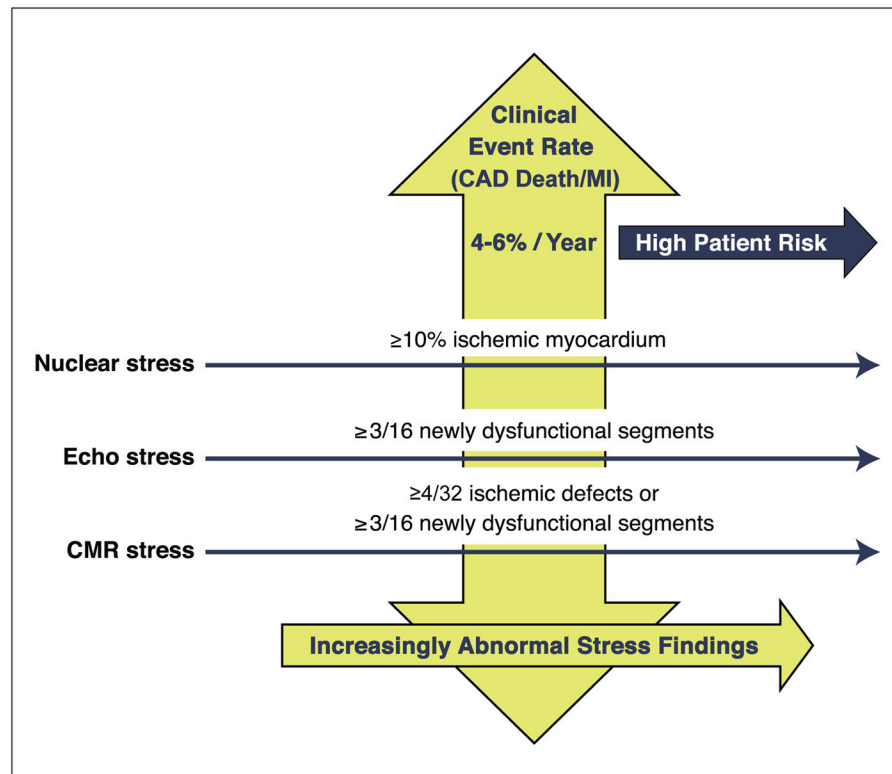 Clinical
Event Rate
(CAD Death/MI)
4-6% / Year
High Patient Risk
≥10% ischemic myocardium
Nuclear stress
≥3/16 newly dysfunctional segments
Echo stress
≥4/32 ischemic defects or
≥3/16 newly dysfunctional segments
CMR stress
Increasingly Abnormal Stress Findings